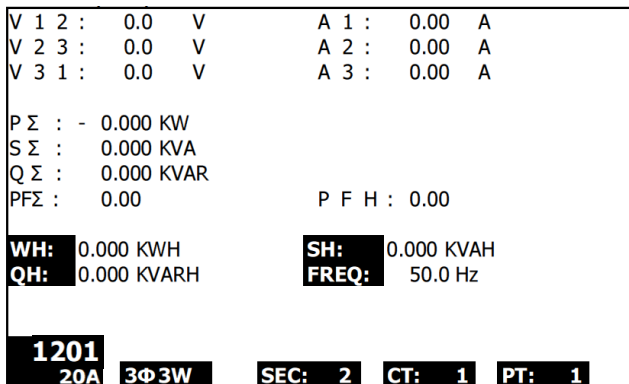 V 1 2 : 0.0 V A 1 : 0.00 A
V 2 3 : 0.0 V A 2 : 0.00 A
V 3 1 : 0.0 V A 3 : 0.00 A
P Σ : - 0.000 KW
S Σ : 0.000 KVA
Q Σ : 0.000 KVAR
PFΣ : 0.00 P F H : 0.00
WH: 0.000 KWH SH: 0.000 KVAH
QH: 0.000 KVARH FREQ: 50.0 Hz
1201
20A 3Φ3W SEC: 2 CT: 1 PT: 1